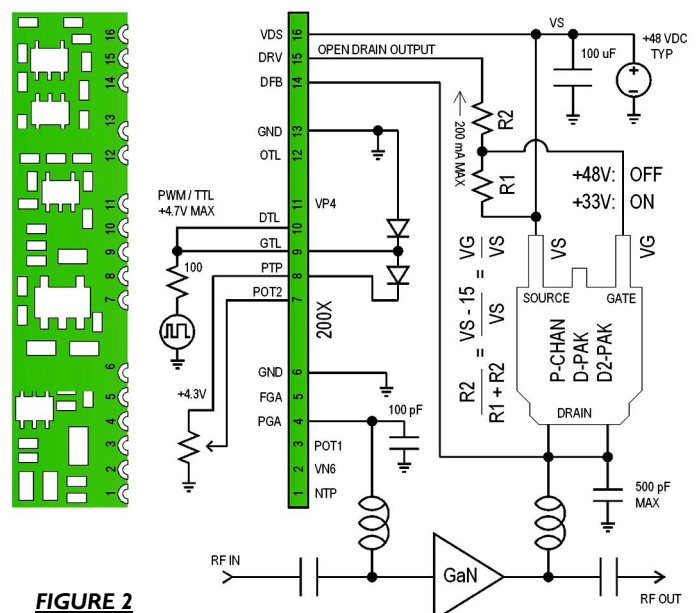 16
15
14
13
12
11
10
9
8
7
6
5
4
3
2
1
VDS 16
DRV 15 OPEN DRAIN OUTPUT
DFB 14
GND 13
OTL 12
11 VP4
PWM / TTL
+4.7V MAX
DTL 10
GTL 9
PTP 8
POT2 7
100
200X
+4.3V
GND 6
FGA 5
PGA 4
3 POT1
2 VN6
1 NTP
100 pF
VS
+48 VDC
TYP
100 uF
200 mA MAX
R2
R1
+48V: OFF
+33V: ON
VS
VG
SOURCE GATE
P-CHAN
D-PAK
D2-PAK
DRAIN
R2 / R1 + R2 = VS - 15 / VS = VG / VS
500 pF
MAX
RF IN
GaN
RF OUT
FIGURE 2